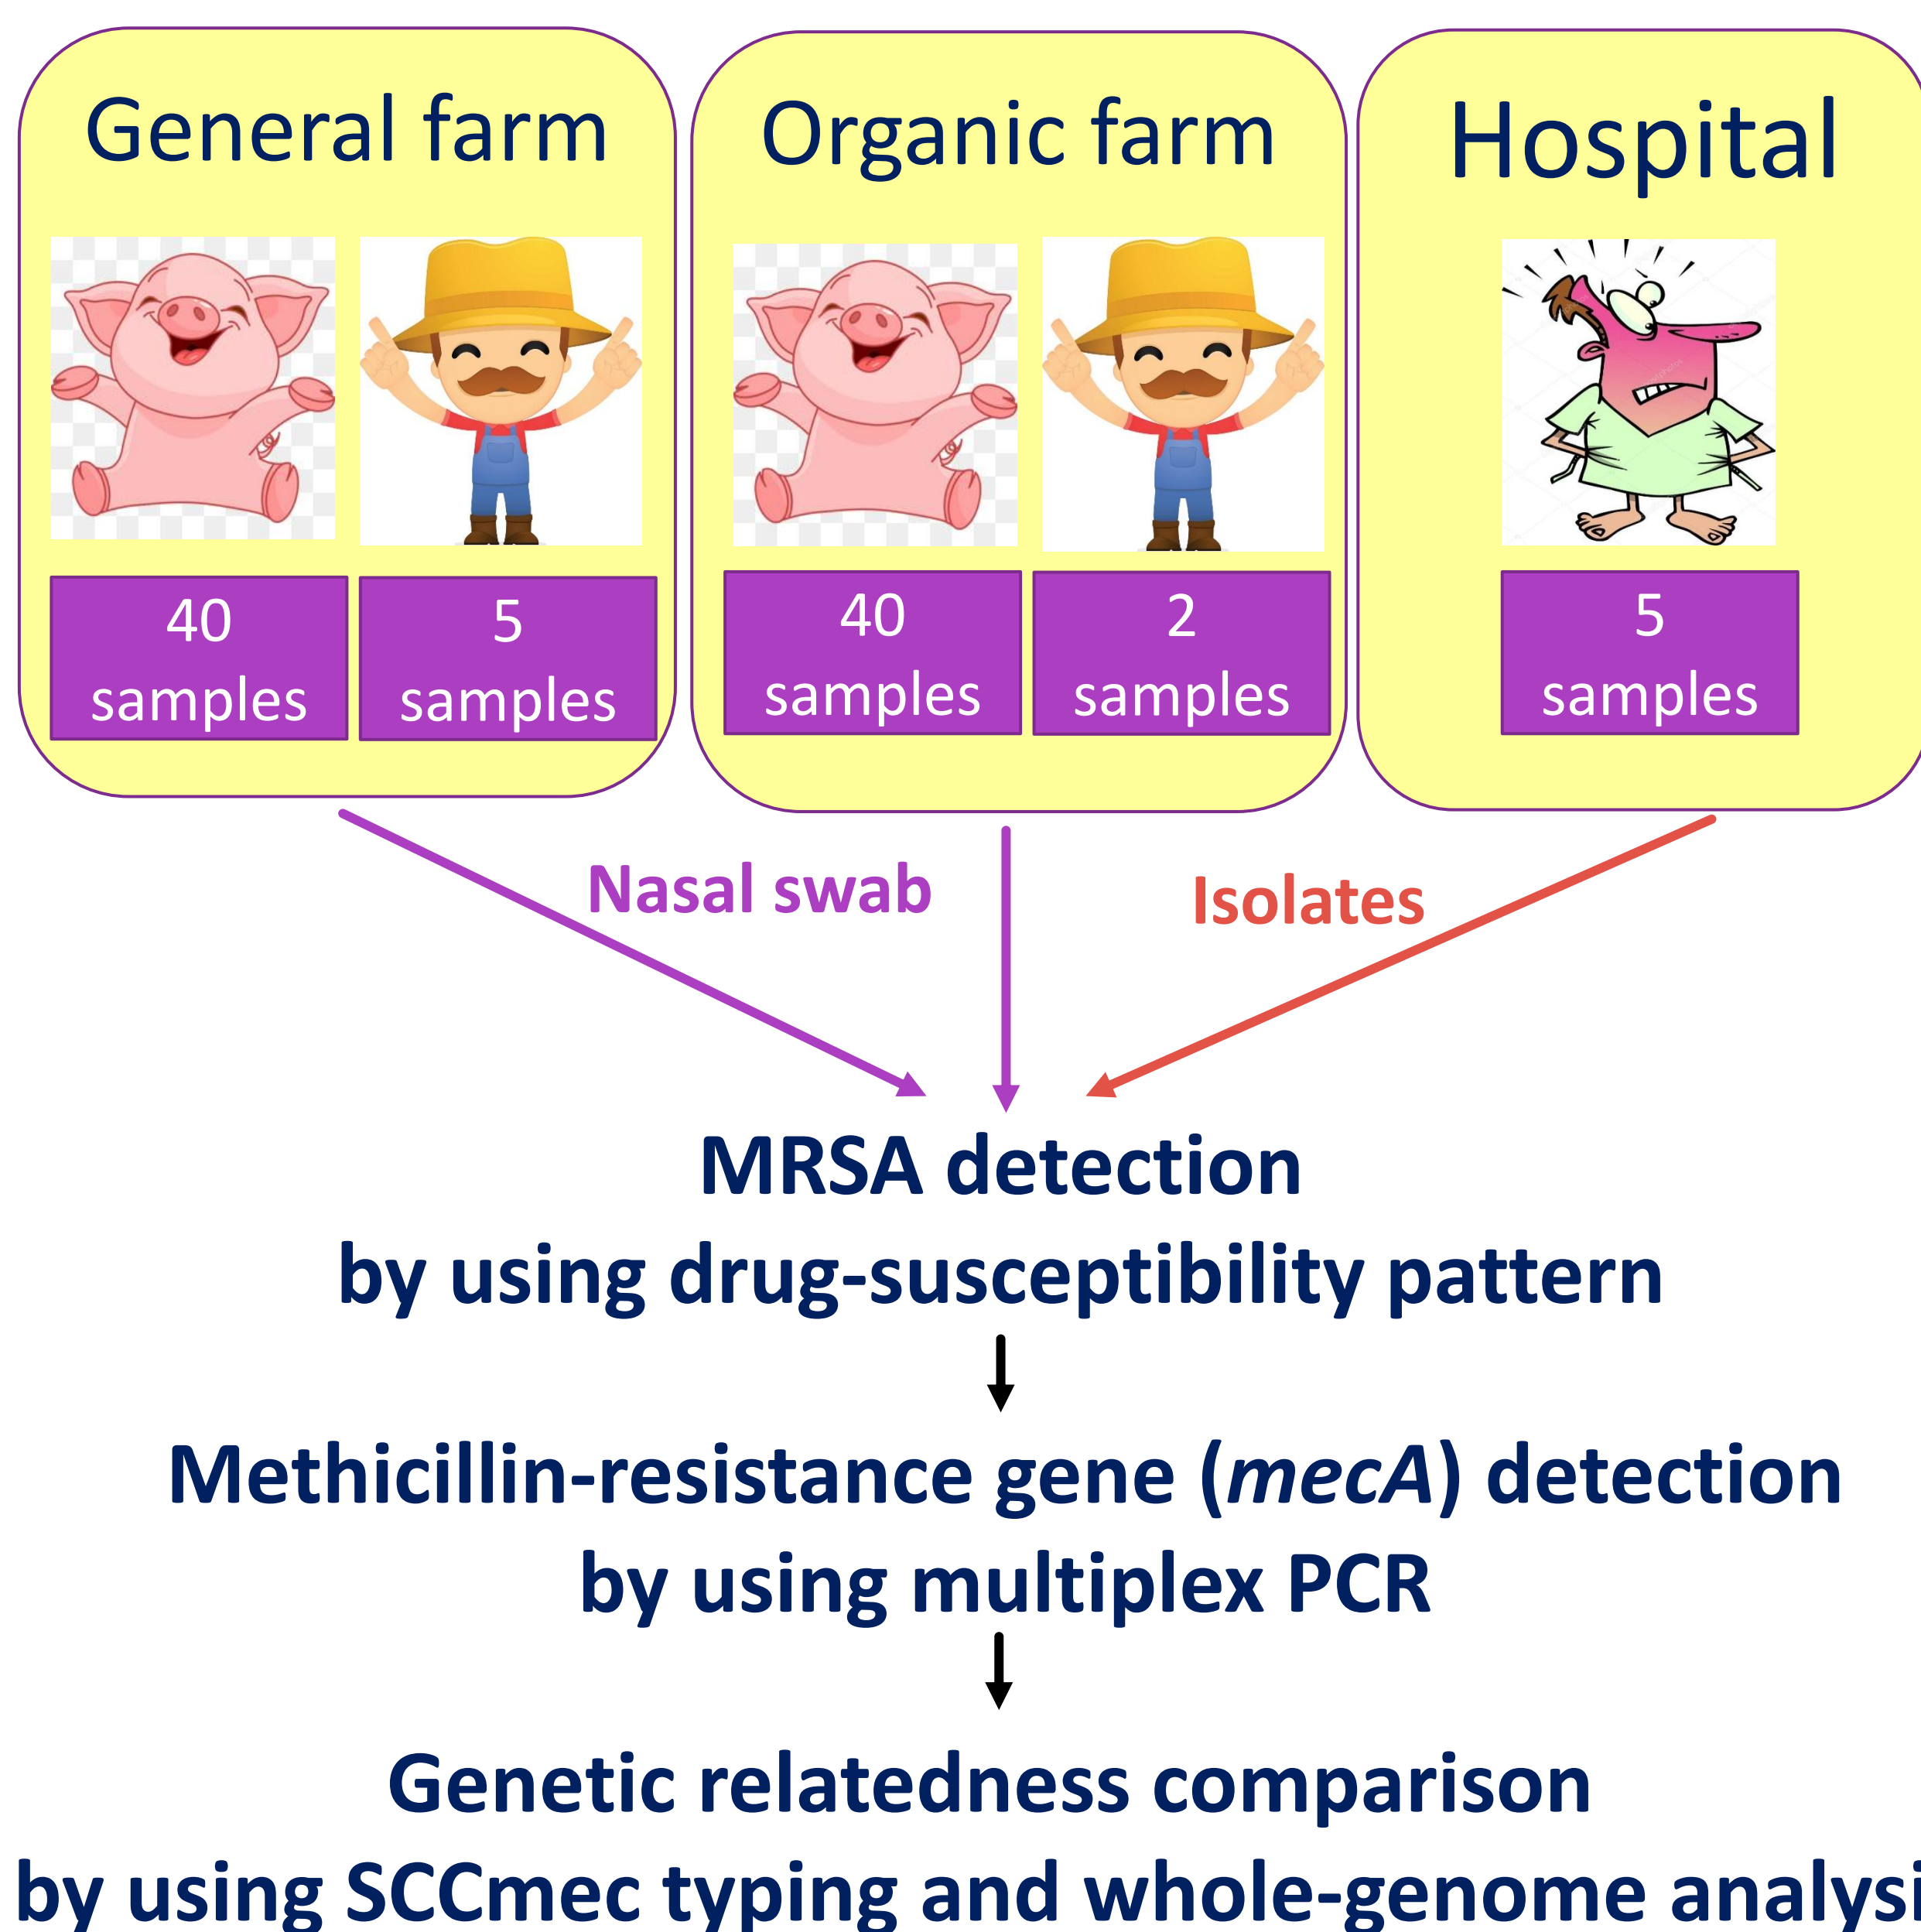 General farm
Organic farm
Hospital
40
samples
5
samples
40
samples
2
samples
5
samples
Nasal swab
Isolates
MRSA detection
by using drug-susceptibility pattern
Methicillin-resistance gene (mecA) detection
by using multiplex PCR
Genetic relatedness comparison
by using SCCmec typing and whole-genome analysi